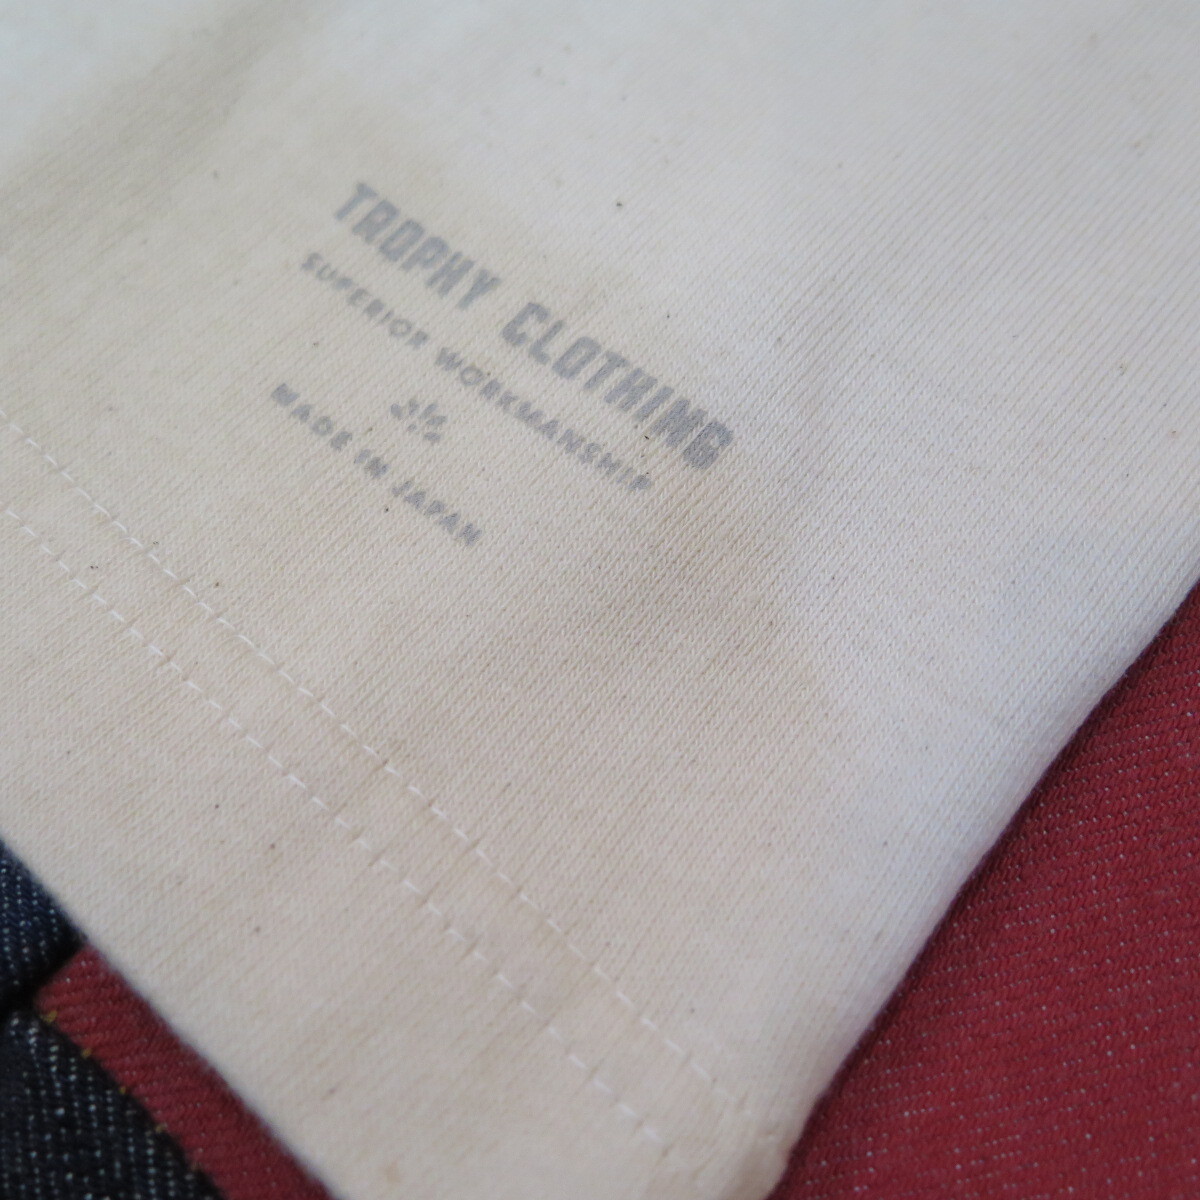 TROPHY CLOTHING
SUPERIOR WORKMANSHIP
MADE IN JAPAN